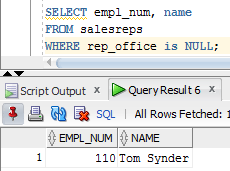 SELECT empl_num, name
FROM salesreps
WHERE rep_office is NULL;
Script Output × Query Result 6 ×
SQL | All Rows Fetched: 1
EMPL_NUM NAME
1 110 Tom Synder